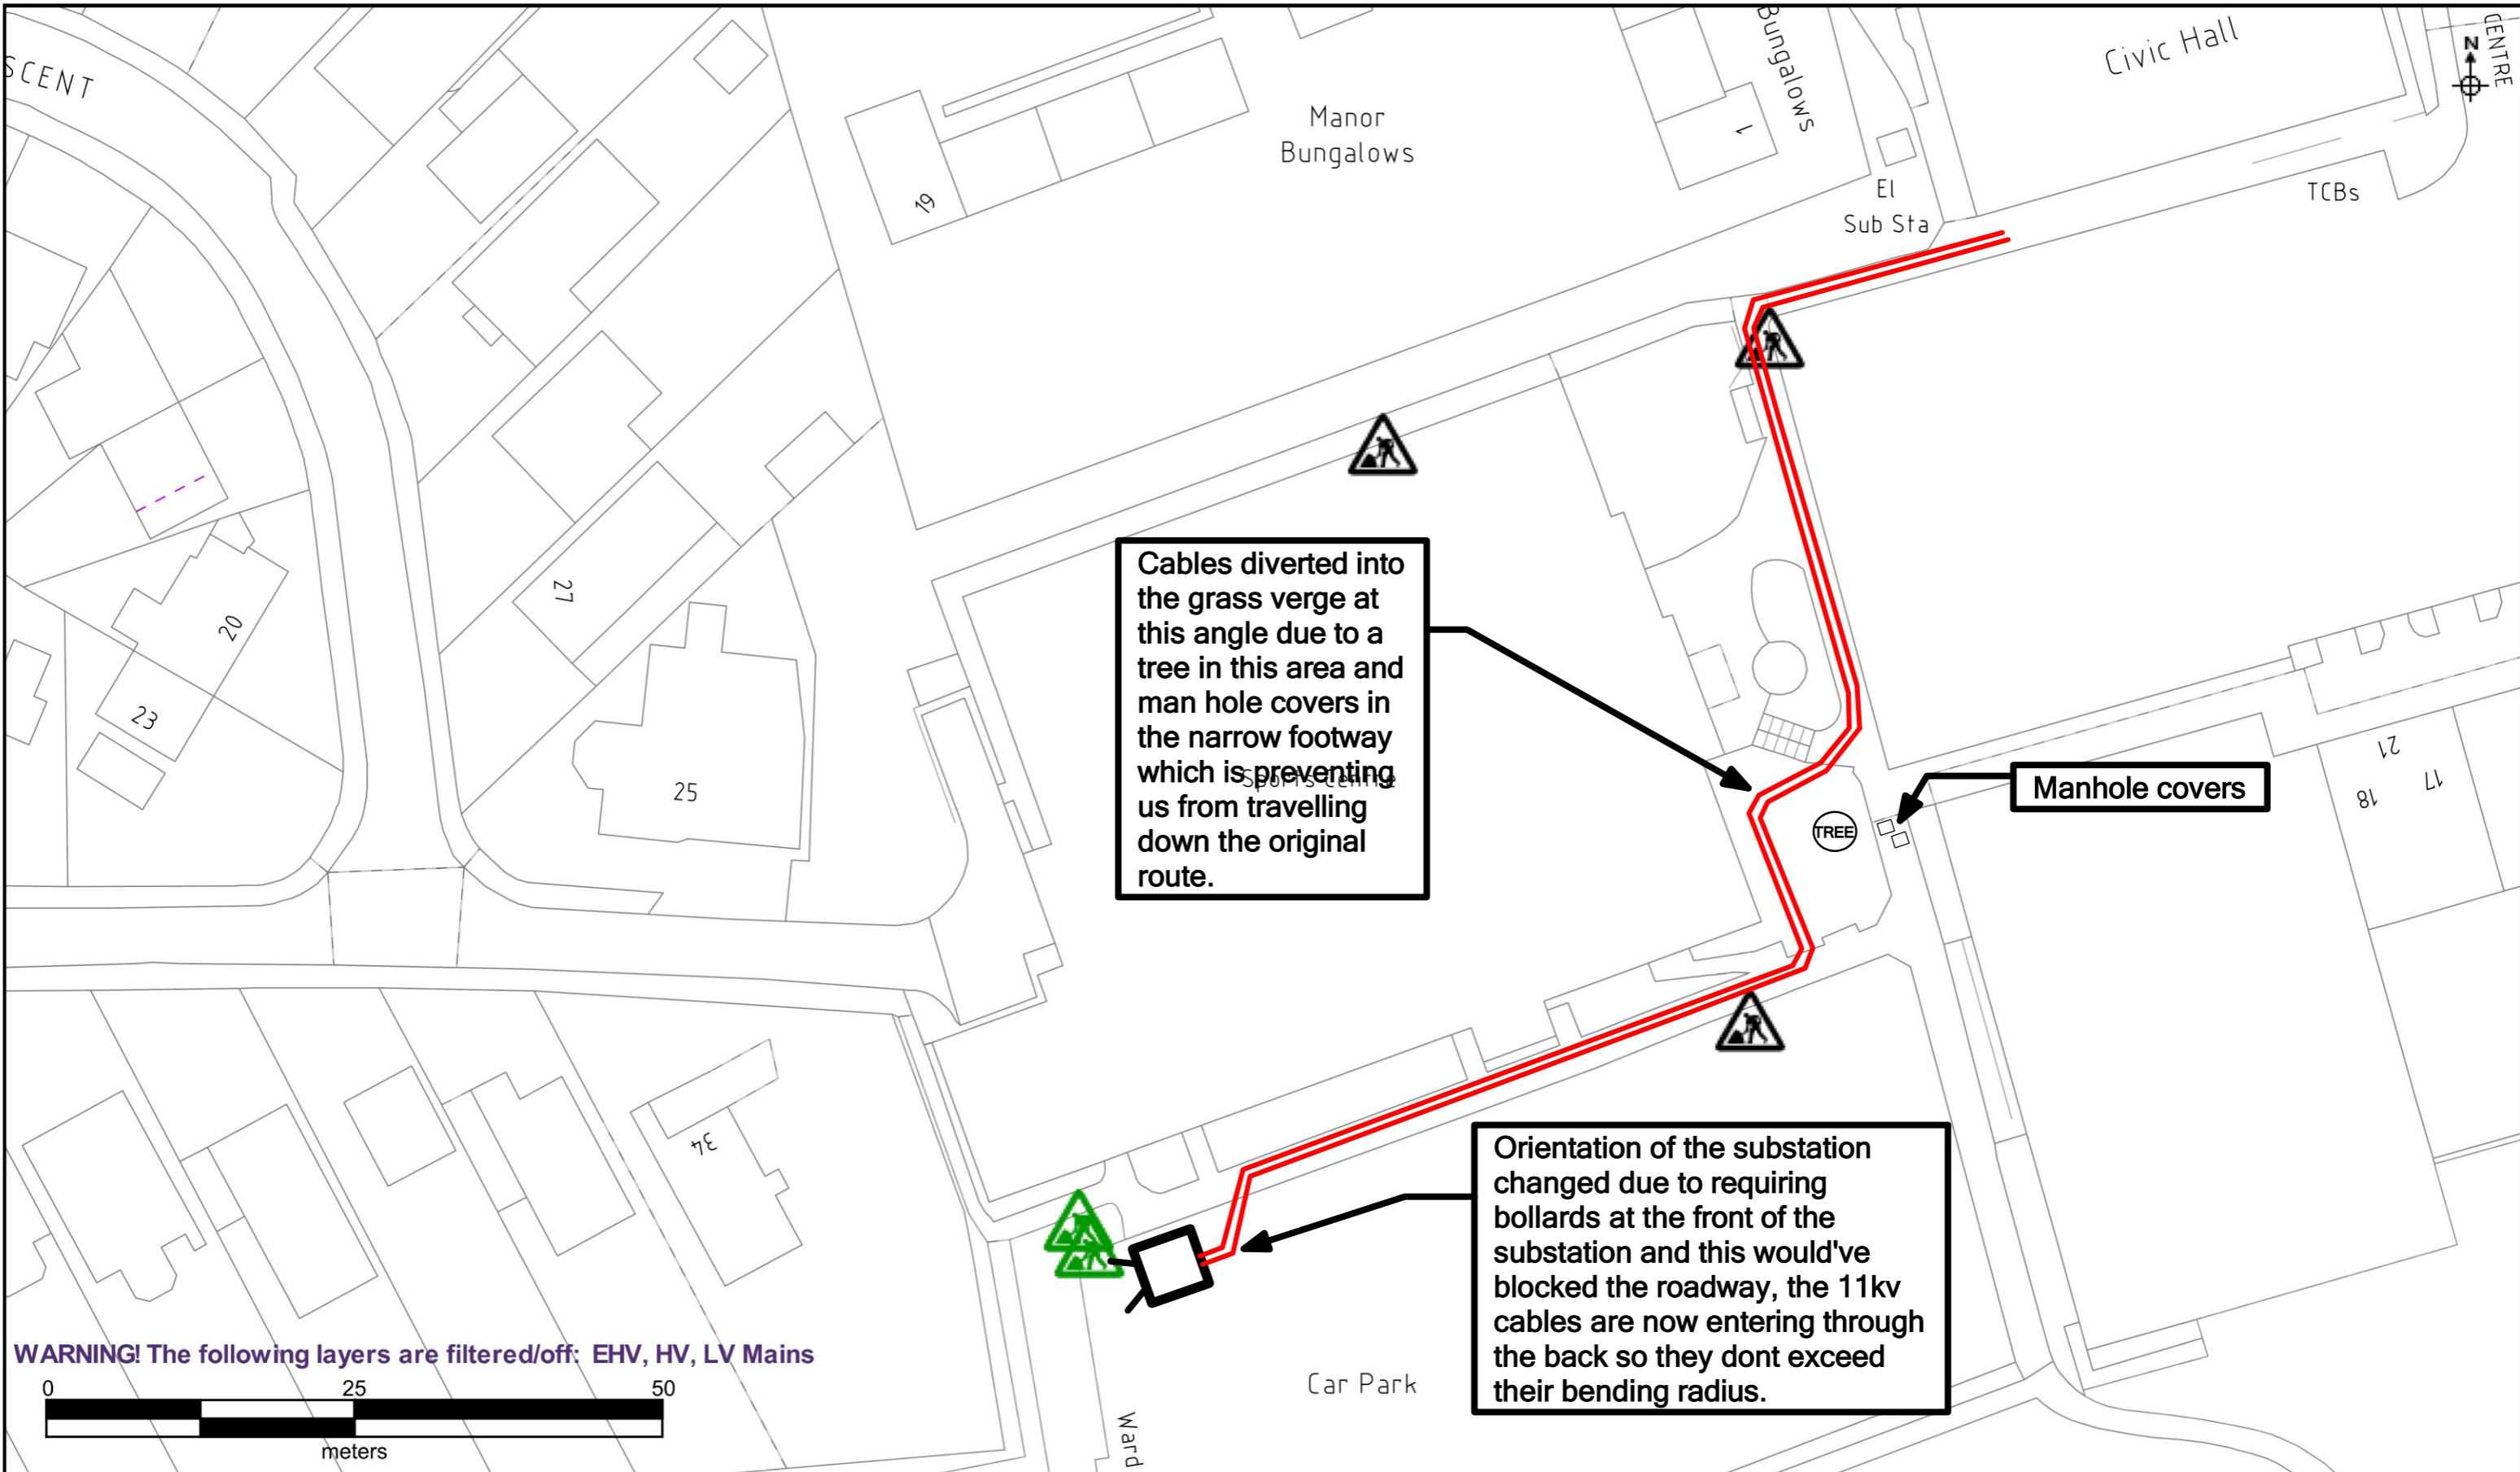 SCENT
Bungalows
Civic Hall
CENTRE
N
Manor
Bungalows
1
19
El
Sub Sta
TCBs
Cables diverted into
the grass verge at
this angle due to a
tree in this area and
man hole covers in
the narrow footway
which is preventing
us from travelling
down the original
route.
Sports Centre
27
20
23
25
TREE
Manhole covers
21
17
18
34
Orientation of the substation
changed due to requiring
bollards at the front of the
substation and this would've
blocked the roadway, the 11kv
cables are now entering through
the back so they dont exceed
their bending radius.
WARNING! The following layers are filtered/off: EHV, HV, LV Mains
0 25 50
meters
Car Park
Ward